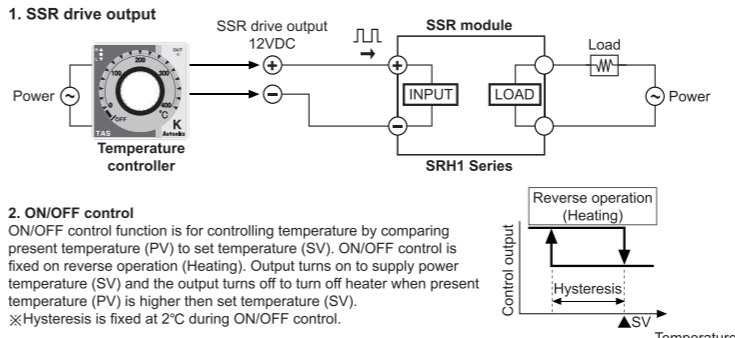 1. SSR drive output
SSR drive output
12VDC
SSR module
Load
INPUT
LOAD
Power
Power
OUT
H
L
0
100
200
300
400
OFF
°C
K
TAS
Autonics
Temperature
controller
SRH1 Series
2. ON/OFF control
ON/OFF control function is for controlling temperature by comparing
present temperature (PV) to set temperature (SV). ON/OFF control is
fixed on reverse operation (Heating). Output turns on to supply power
temperature (SV) and the output turns off to turn off heater when present
temperature (PV) is higher then set temperature (SV).
※Hysteresis is fixed at 2℃ during ON/OFF control.
Reverse operation
(Heating)
Control output
Hysteresis
▲SV
Temperature